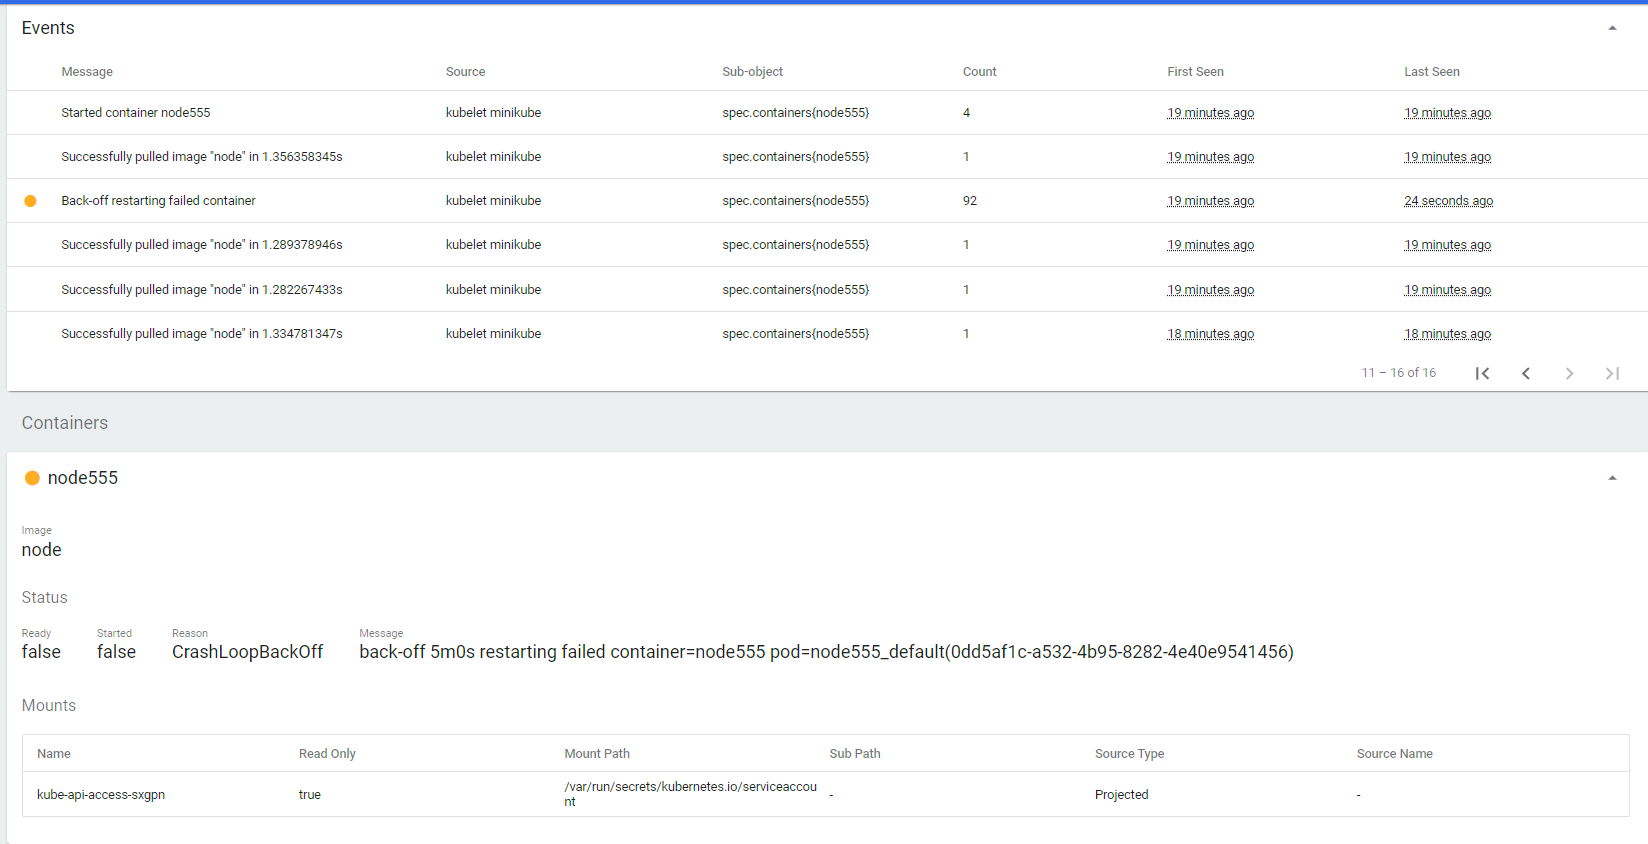 Events
Message Source Sub-object Count First Seen Last Seen
Started container node555 kubelet minikube spec.containers{node555} 4 19 minutes ago 19 minutes ago
Successfully pulled image "node" in 1.356358345s kubelet minikube spec.containers{node555} 1 19 minutes ago 19 minutes ago
Back-off restarting failed container kubelet minikube spec.containers{node555} 92 19 minutes ago 24 seconds ago
Successfully pulled image "node" in 1.289378946s kubelet minikube spec.containers{node555} 1 19 minutes ago 19 minutes ago
Successfully pulled image "node" in 1.282267433s kubelet minikube spec.containers{node555} 1 19 minutes ago 19 minutes ago
Successfully pulled image "node" in 1.334781347s kubelet minikube spec.containers{node555} 1 18 minutes ago 18 minutes ago
11 – 16 of 16
Containers
node555
Image
node
Status
Ready Started Reason Message
false false CrashLoopBackOff back-off 5m0s restarting failed container=node555 pod=node555_default(0dd5af1c-a532-4b95-8282-4e40e9541456)
Mounts
Name Read Only Mount Path Sub Path Source Type Source Name
kube-api-access-sxgpn true /var/run/secrets/kubernetes.io/serviceaccou
nt - Projected -